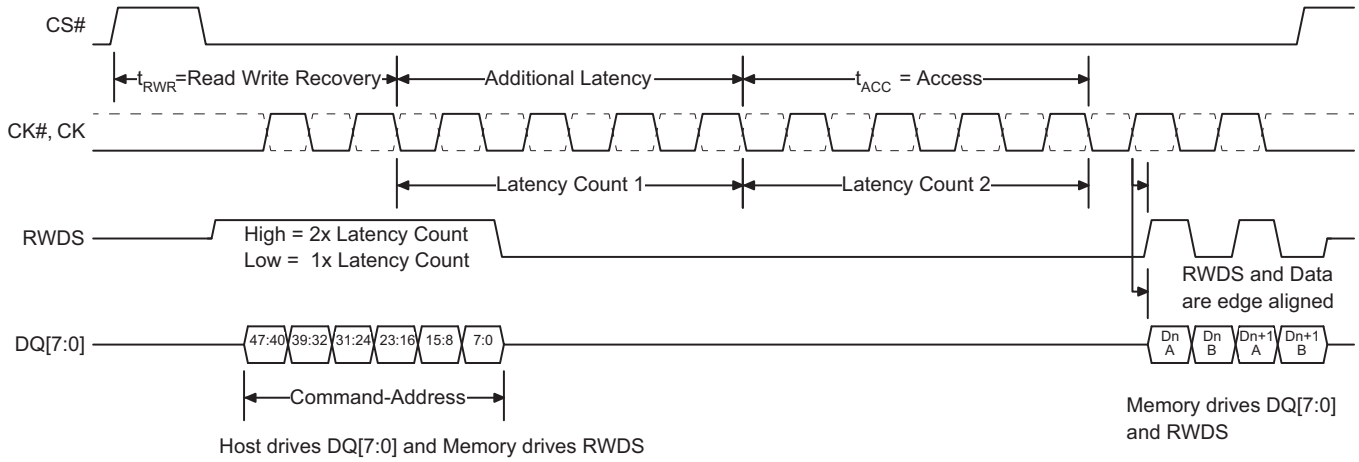 CS#
t_RWR=Read Write Recovery
Additional Latency
t_ACC = Access
CK#, CK
Latency Count 1
Latency Count 2
RWDS
High = 2x Latency Count
Low = 1x Latency Count
RWDS and Data
are edge aligned
DQ[7:0]
47:40 39:32 31:24 23:16 15:8 7:0
Dn A
Dn B
Dn+1 A
Dn+1 B
Command-Address
Memory drives DQ[7:0]
and RWDS
Host drives DQ[7:0] and Memory drives RWDS